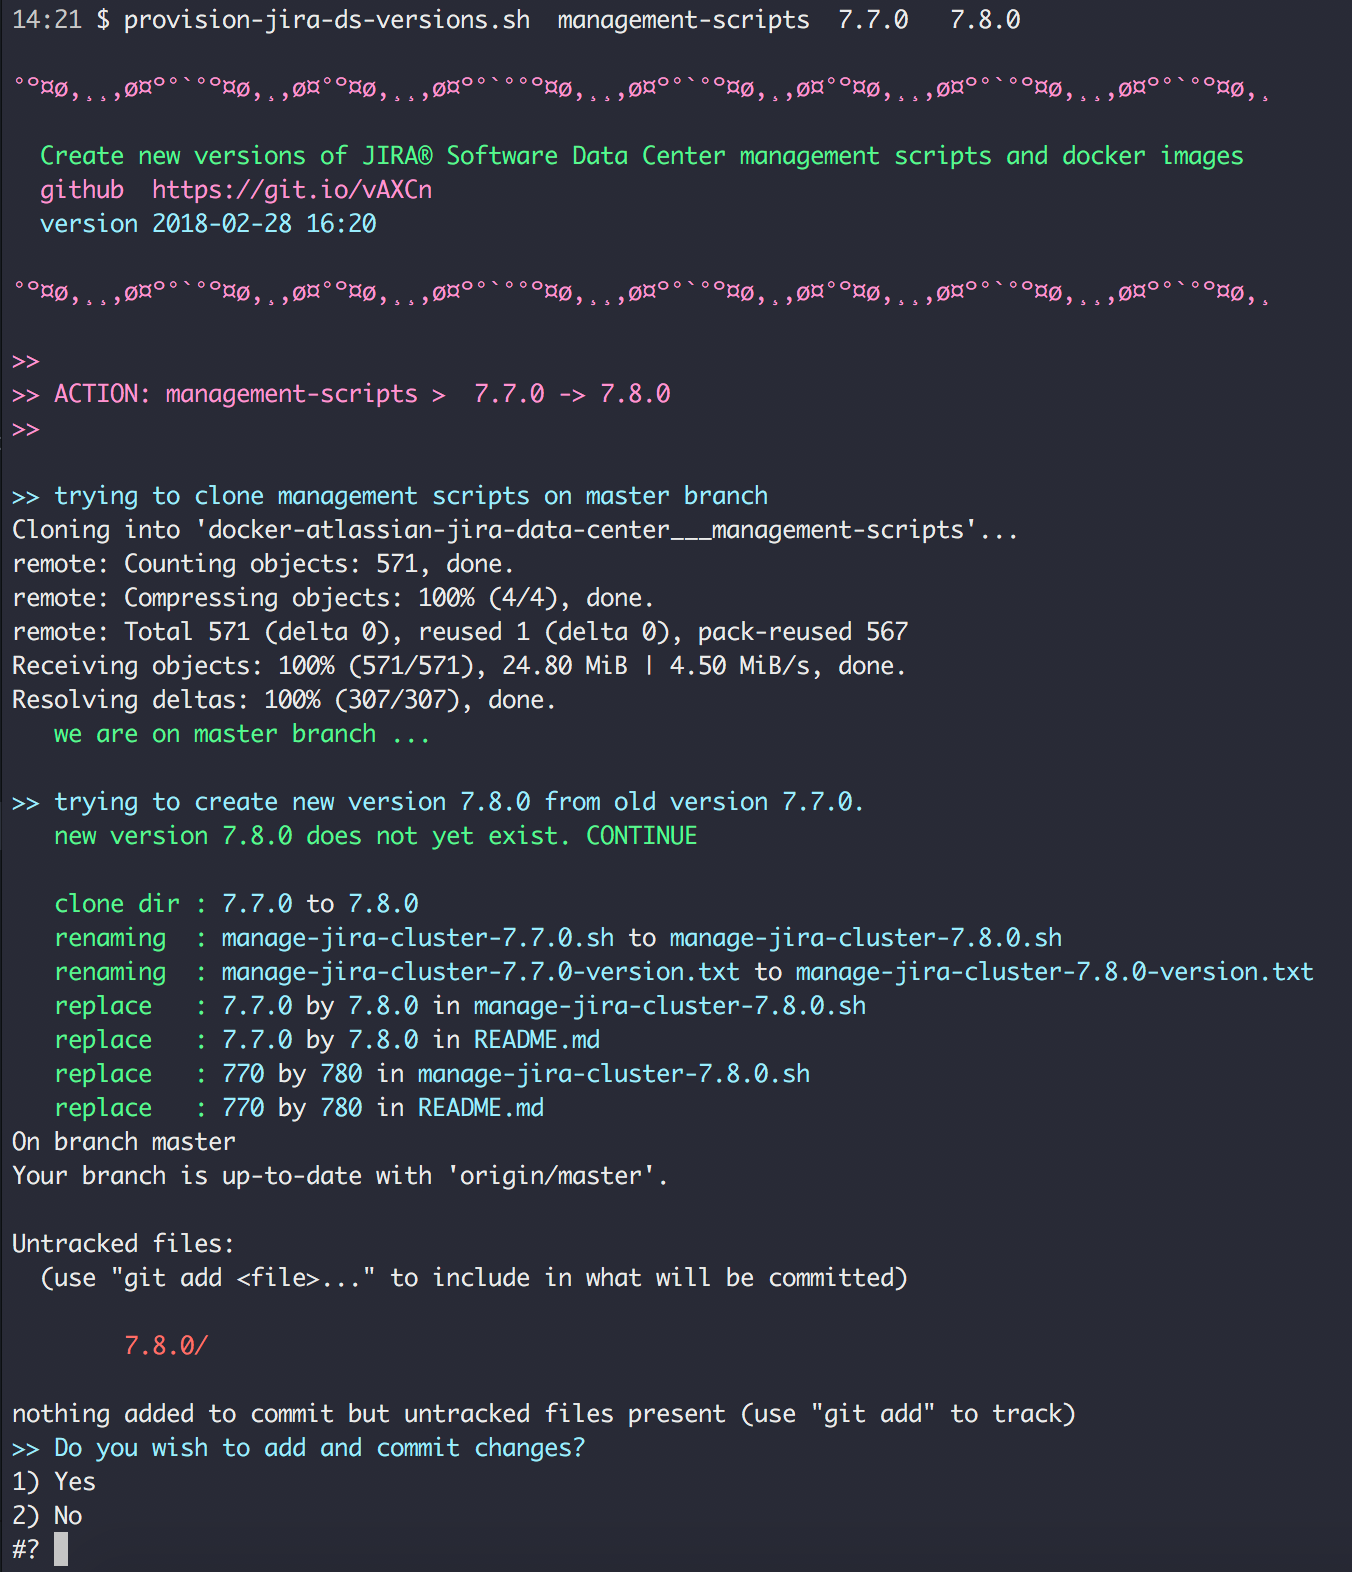 14:21 $ provision-jira-ds-versions.sh  management-scripts  7.7.0   7.8.0
°º¤ø,¸¸,ø¤º°`°º¤ø,¸,ø¤°º¤ø,¸¸,ø¤º°`°°º¤ø,¸¸,ø¤º°`°º¤ø,¸,ø¤°º¤ø,¸¸,ø¤º°`°º¤ø,¸¸,ø¤º°`°º¤ø,¸
  Create new versions of JIRA® Software Data Center management scripts and docker images
  github  https://git.io/vAXCn
  version 2018-02-28 16:20
°º¤ø,¸¸,ø¤º°`°º¤ø,¸,ø¤°º¤ø,¸¸,ø¤º°`°°º¤ø,¸¸,ø¤º°`°º¤ø,¸,ø¤°º¤ø,¸¸,ø¤º°`°º¤ø,¸¸,ø¤º°`°º¤ø,¸
>>
>> ACTION: management-scripts >  7.7.0 -> 7.8.0
>>
>> trying to clone management scripts on master branch
Cloning into 'docker-atlassian-jira-data-center___management-scripts'...
remote: Counting objects: 571, done.
remote: Compressing objects: 100% (4/4), done.
remote: Total 571 (delta 0), reused 1 (delta 0), pack-reused 567
Receiving objects: 100% (571/571), 24.80 MiB | 4.50 MiB/s, done.
Resolving deltas: 100% (307/307), done.
   we are on master branch ...
>> trying to create new version 7.8.0 from old version 7.7.0.
   new version 7.8.0 does not yet exist. CONTINUE
   clone dir : 7.7.0 to 7.8.0
   renaming  : manage-jira-cluster-7.7.0.sh to manage-jira-cluster-7.8.0.sh
   renaming  : manage-jira-cluster-7.7.0-version.txt to manage-jira-cluster-7.8.0-version.txt
   replace   : 7.7.0 by 7.8.0 in manage-jira-cluster-7.8.0.sh
   replace   : 7.7.0 by 7.8.0 in README.md
   replace   : 770 by 780 in manage-jira-cluster-7.8.0.sh
   replace   : 770 by 780 in README.md
On branch master
Your branch is up-to-date with 'origin/master'.
Untracked files:
  (use "git add <file>..." to include in what will be committed)
        7.8.0/
nothing added to commit but untracked files present (use "git add" to track)
>> Do you wish to add and commit changes?
1) Yes
2) No
#?